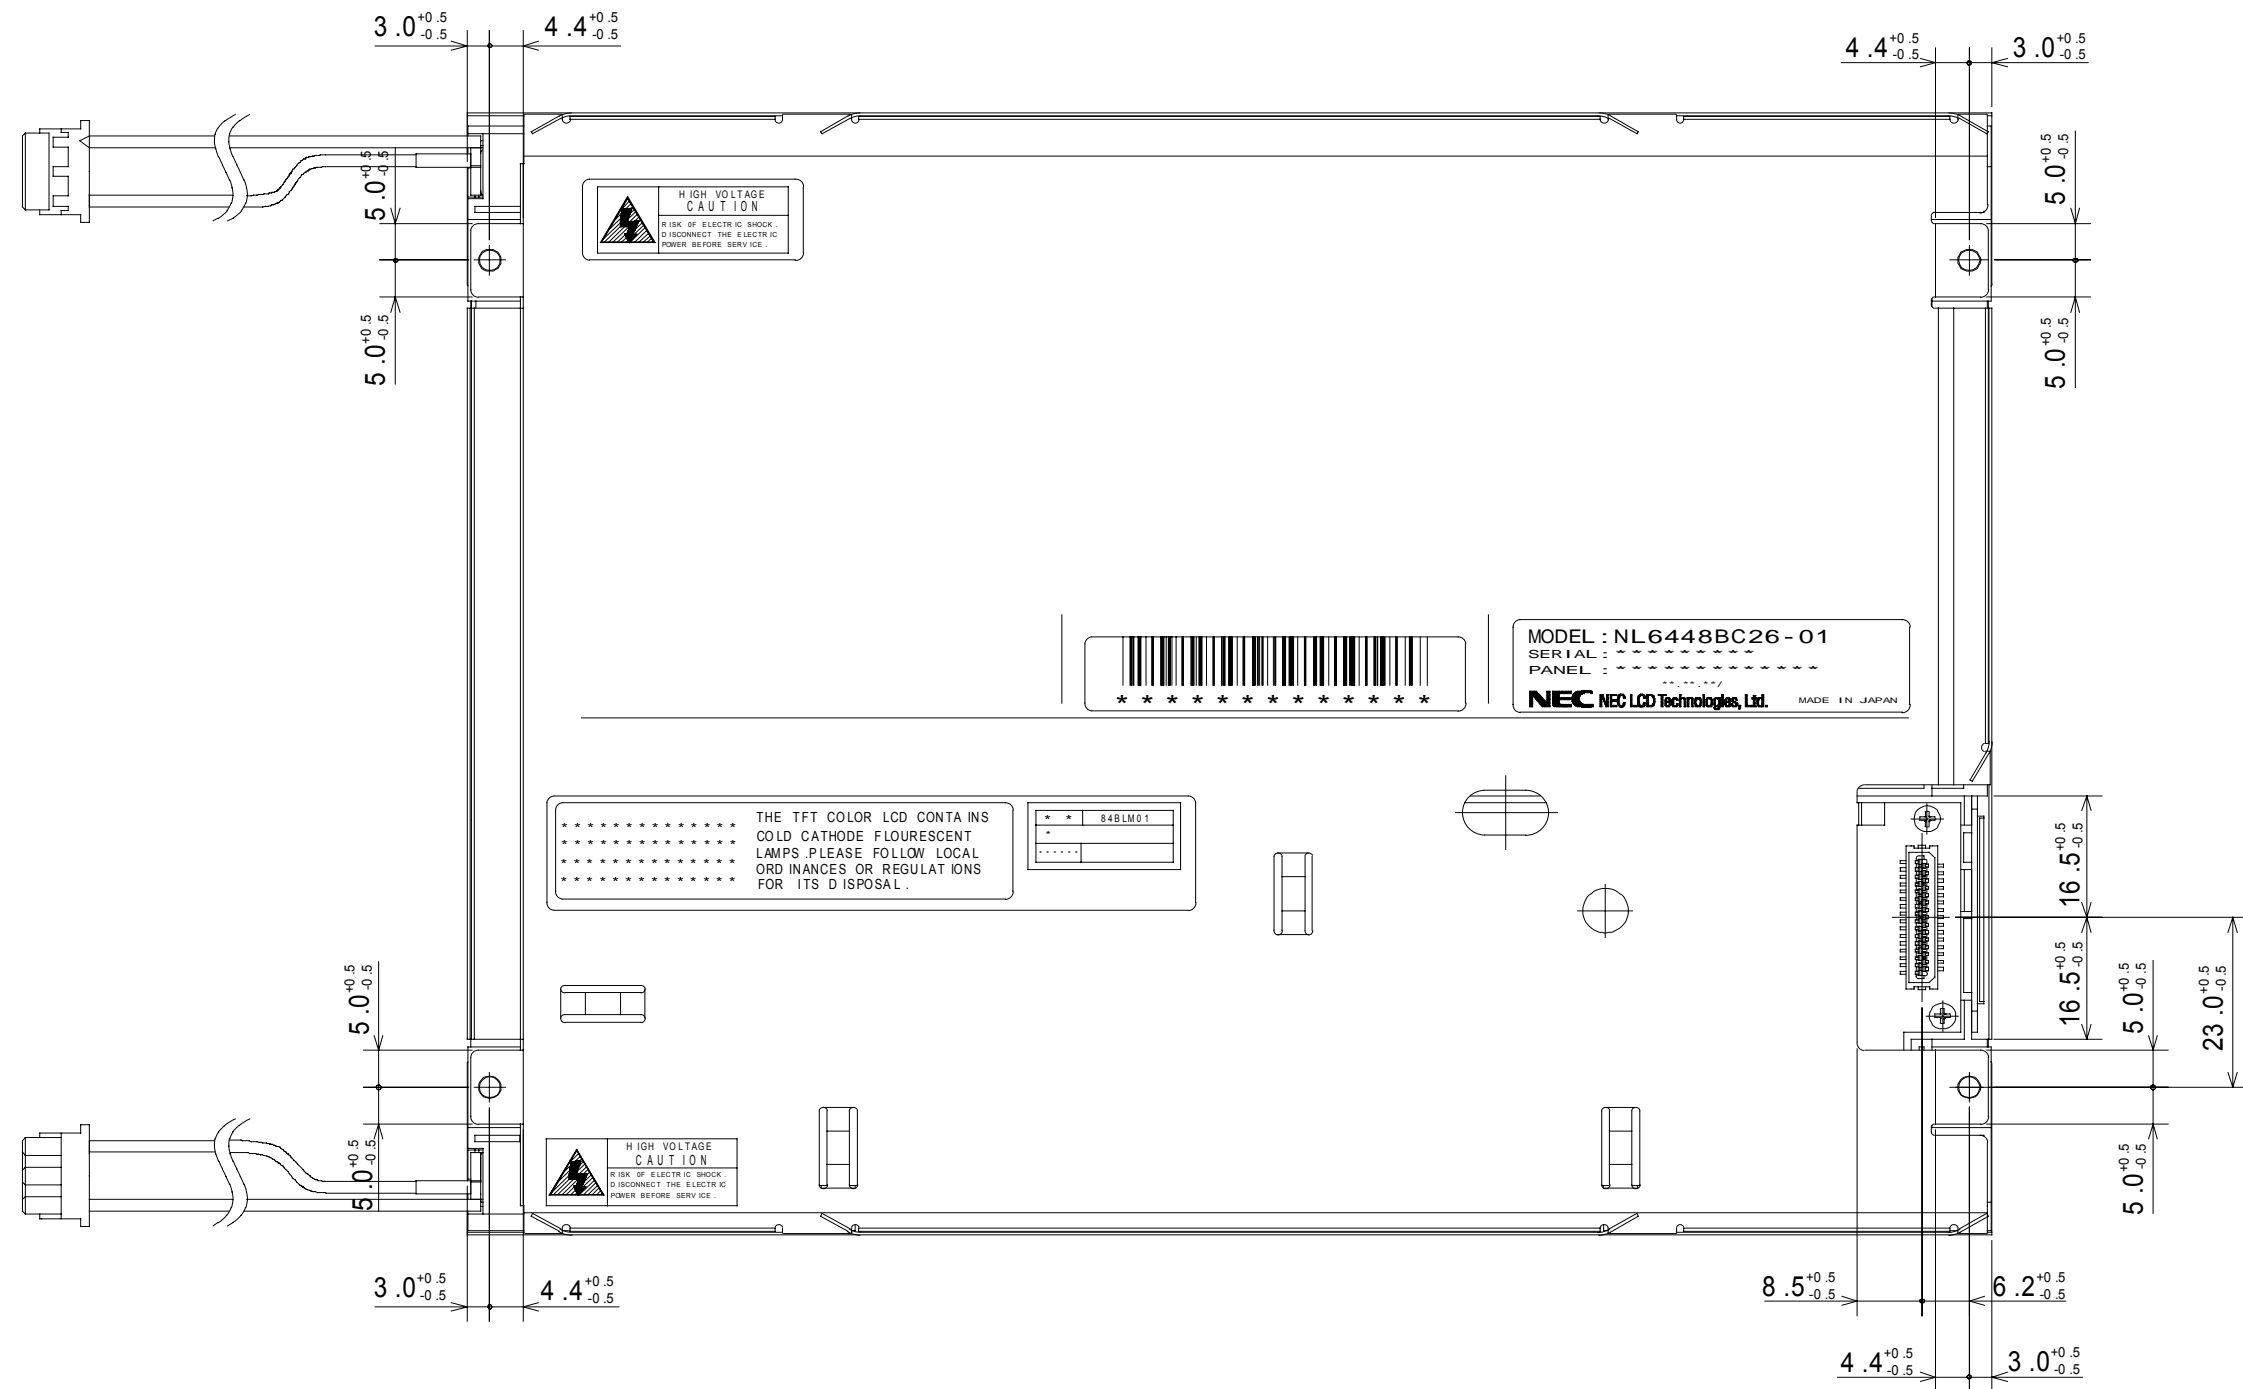 3.0+0.5-0.5 4.4+0.5-0.5
4.4+0.5-0.5 3.0+0.5-0.5
5.0+0.5-0.5
5.0+0.5-0.5
HIGH VOLTAGE
CAUTION
RISK OF ELECTRIC SHOCK.
DISCONNECT THE ELECTRIC
POWER BEFORE SERVICE.
5.0+0.5-0.5
5.0+0.5-0.5
MODEL : NL6448BC26-01
SERIAL : * * * * * * * * *
PANEL : * * * * * * * * * * * *
**.**.**/
NEC NEC LCD Technologies, Ltd. MADE IN JAPAN
* * * * * * * * * * * * *
* * * * * * * * * * * * *
* * * * * * * * * * * * *
* * * * * * * * * * * * *
* * * * * * * * * * * * *
THE TFT COLOR LCD CONTAINS
COLD CATHODE FLOURESCENT
LAMPS.PLEASE FOLLOW LOCAL
ORDINANCES OR REGULATIONS
FOR ITS DISPOSAL.
* * 84BLM01
*
------
16.5+0.5-0.5
16.5+0.5-0.5
5.0+0.5-0.5
23.0+0.5-0.5
5.0+0.5-0.5
5.0+0.5-0.5
5.0+0.5-0.5
HIGH VOLTAGE
CAUTION
RISK OF ELECTRIC SHOCK.
DISCONNECT THE ELECTRIC
POWER BEFORE SERVICE.
3.0+0.5-0.5 4.4+0.5-0.5
8.5+0.5-0.5 6.2+0.5-0.5
4.4+0.5-0.5 3.0+0.5-0.5